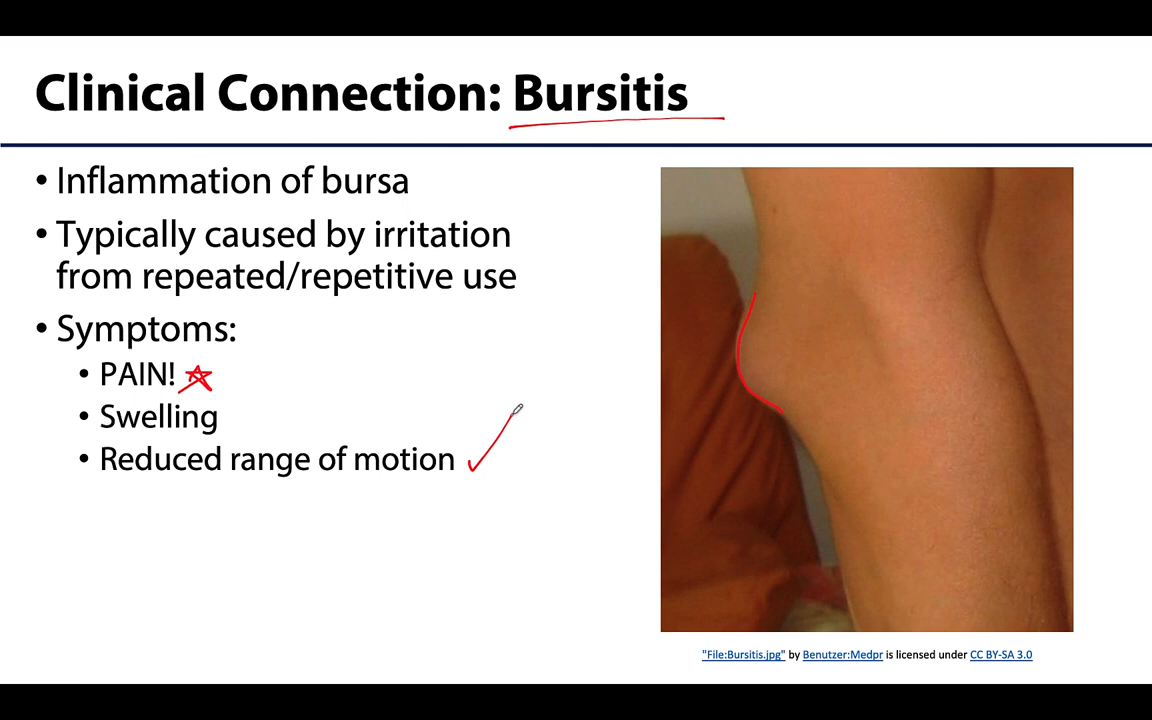 Clinical Connection: Bursitis
• Inflammation of bursa
• Typically caused by irritation
from repeated/repetitive use
• Symptoms:
• PAIN!
• Swelling
• Reduced range of motion
"File:Bursitis.jpg" by Benutzer:Medpr is licensed under CC BY-SA 3.0